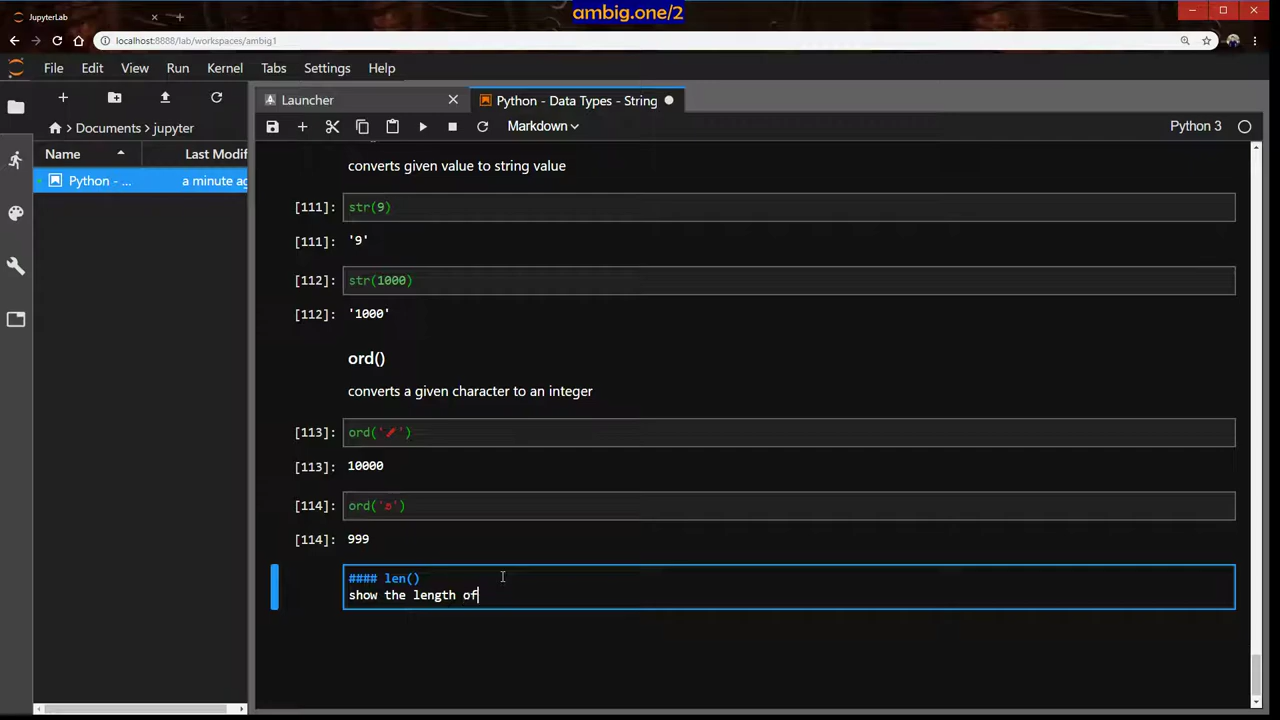 ambig.one/2
JupyterLab
localhost:8888/lab/workspaces/ambig1
File Edit View Run Kernel Tabs Settings Help
Launcher
Python - Data Types - String
Documents jupyter
Markdown
Python 3
Name Last Modif
Python - ... a minute ag
converts given value to string value
[111]: str(9)
[111]: '9'
[112]: str(1000)
[112]: '1000'
ord()
converts a given character to an integer
[113]: ord('✐')
[113]: 10000
[114]: ord('ϧ')
[114]: 999
#### len()
show the length of